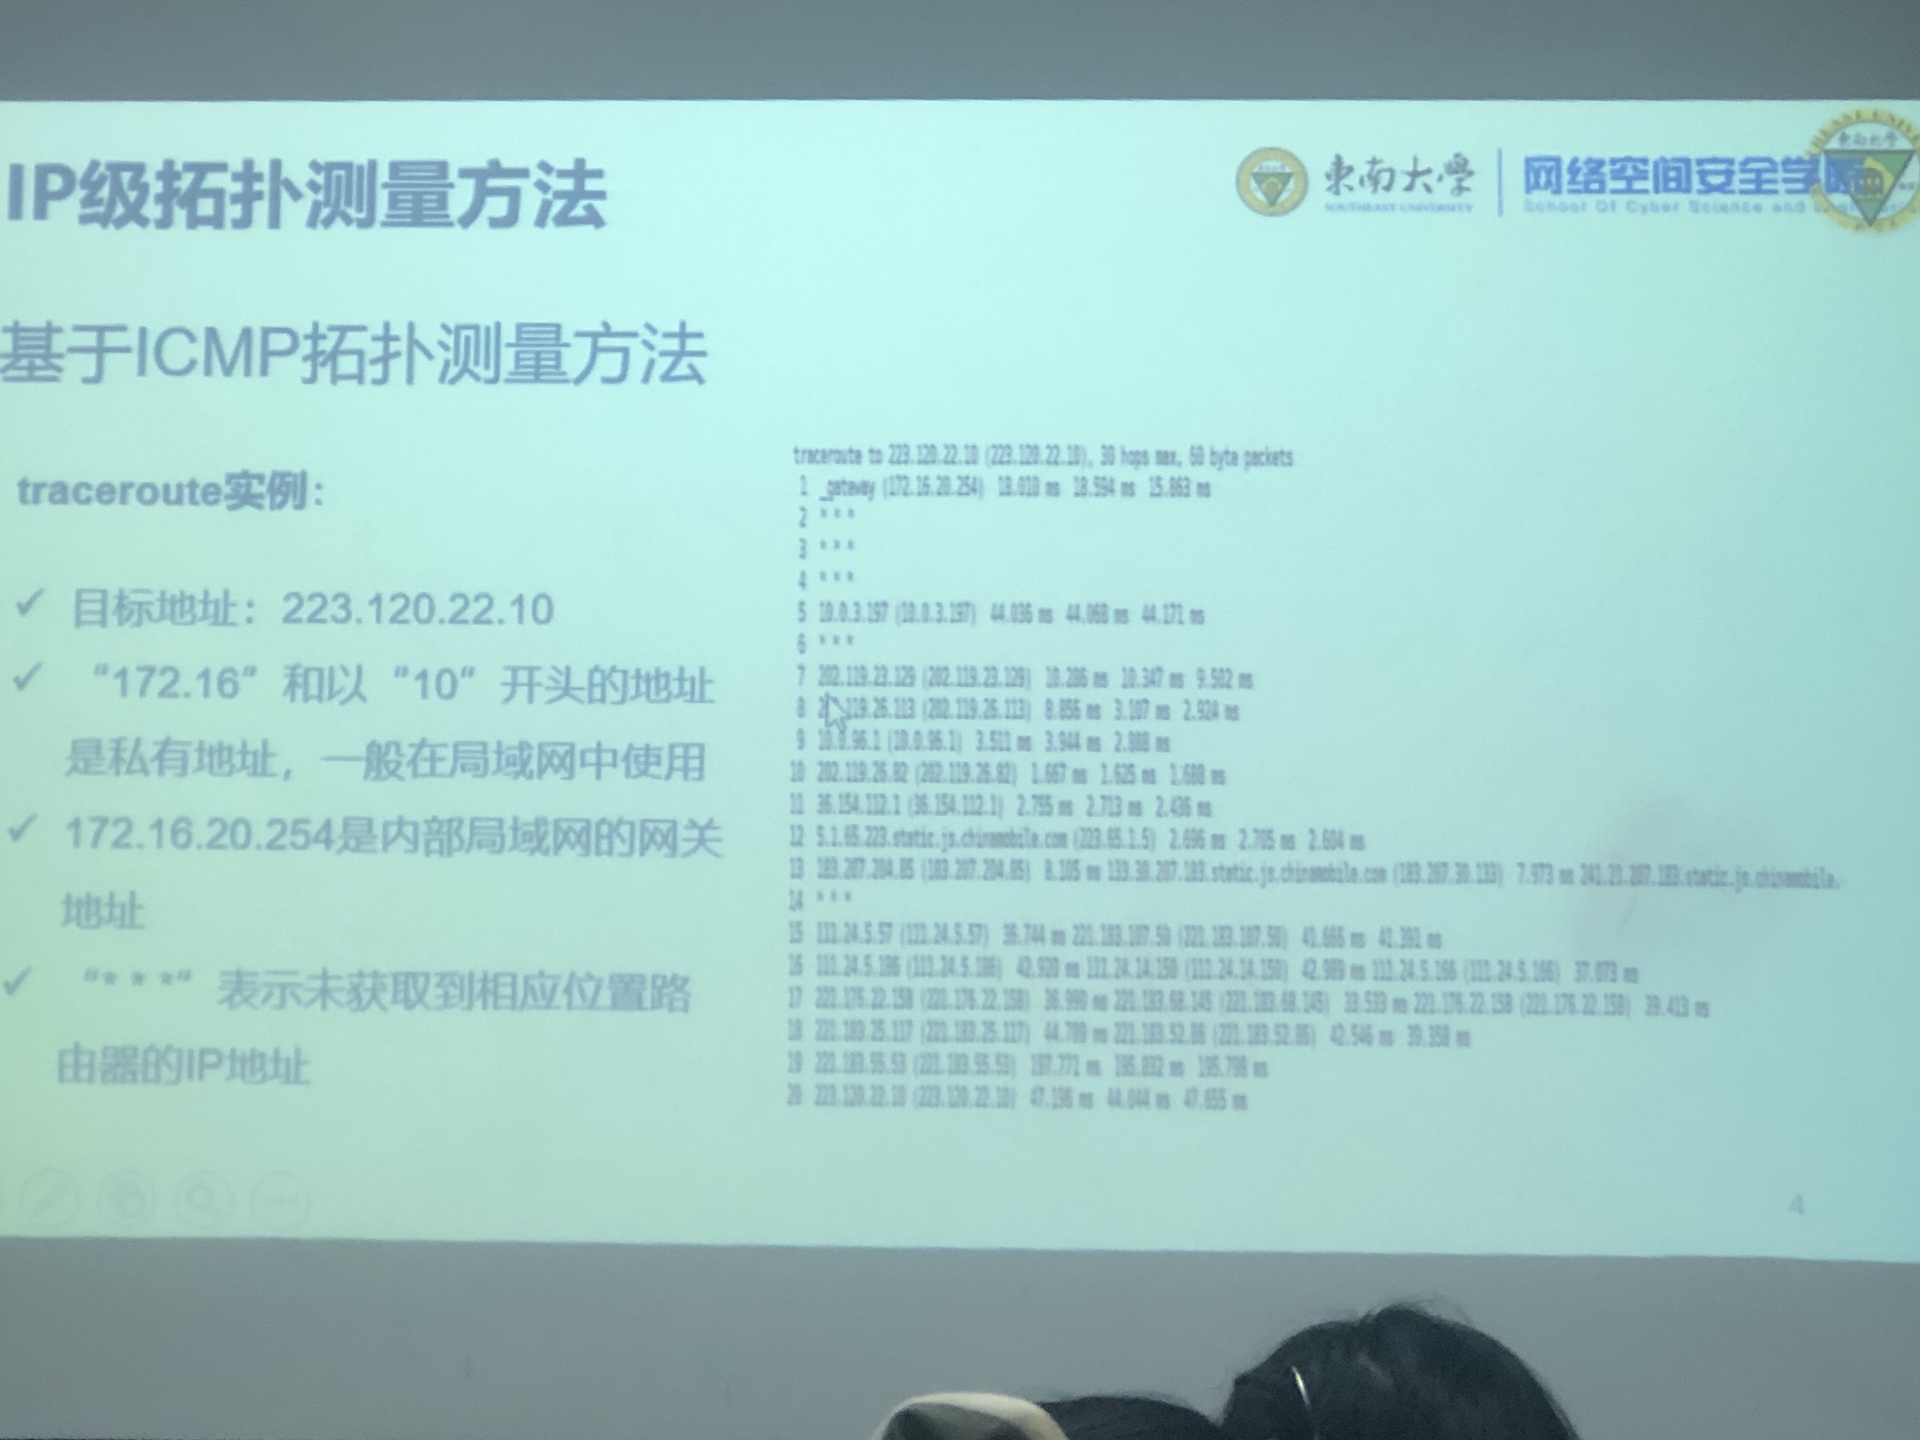 IP级拓扑测量方法
東南大學
SOUTHEAST UNIVERSITY
网络空间安全学院
School Of Cyber Science and
基于ICMP拓扑测量方法
traceroute实例：
✓ 目标地址：223.120.22.10
✓ “172.16”和以“10”开头的地址
是私有地址，一般在局域网中使用
✓ 172.16.20.254是内部局域网的网关
地址
✓ “* * *”表示未获取到相应位置路
由器的IP地址
traceroute to 223.120.22.10 (223.120.22.10), 30 hops max, 60 byte packets
1 _gateway (172.16.20.254) 18.010 ms 18.594 ms 15.863 ms
2 * * *
3 * * *
4 * * *
5 10.0.3.197 (10.0.3.197) 44.036 ms 44.068 ms 44.171 ms
6 * * *
7 202.119.23.129 (202.119.23.129) 10.286 ms 10.347 ms 9.502 ms
8 (202.119.26.113) 8.856 ms 3.107 ms 2.924 ms
9 10.0.96.1 (10.0.96.1) 3.511 ms 3.944 ms 2.888 ms
10 202.119.26.82 (202.119.26.82) 1.667 ms 1.625 ms 1.608 ms
11 36.154.112.1 (36.154.112.1) 2.755 ms 2.713 ms 2.436 ms
12 5.1.65.223.static.js.chinamobile.com (223.65.1.5) 2.696 ms 2.705 ms 2.604 ms
13 183.207.204.85 (183.207.204.85) 8.105 ms 133.30.207.183.static.js.chinamobile.com (183.207.30.133) 7.973 ms 241.21.207.183.static.js.chinamobile.
14 * * *
15 111.24.5.57 (111.24.5.57) 36.744 ms 221.183.107.50 (221.183.107.50) 41.666 ms 41.391 ms
16 111.24.5.186 (111.24.5.186) 42.920 ms 111.24.14.150 (111.24.14.150) 42.989 ms 111.24.5.166 (111.24.5.166) 37.073 ms
17 221.176.22.158 (221.176.22.158) 36.990 ms 221.183.68.145 (221.183.68.145) 33.533 ms 221.176.22.158 (221.176.22.158) 39.413 ms
18 221.183.25.117 (221.183.25.117) 44.789 ms 221.183.52.86 (221.183.52.86) 42.546 ms 39.358 ms
19 221.183.55.53 (221.183.55.53) 197.771 ms 195.832 ms 195.798 ms
20 223.120.22.10 (223.120.22.10) 47.196 ms 44.044 ms 47.655 ms
4